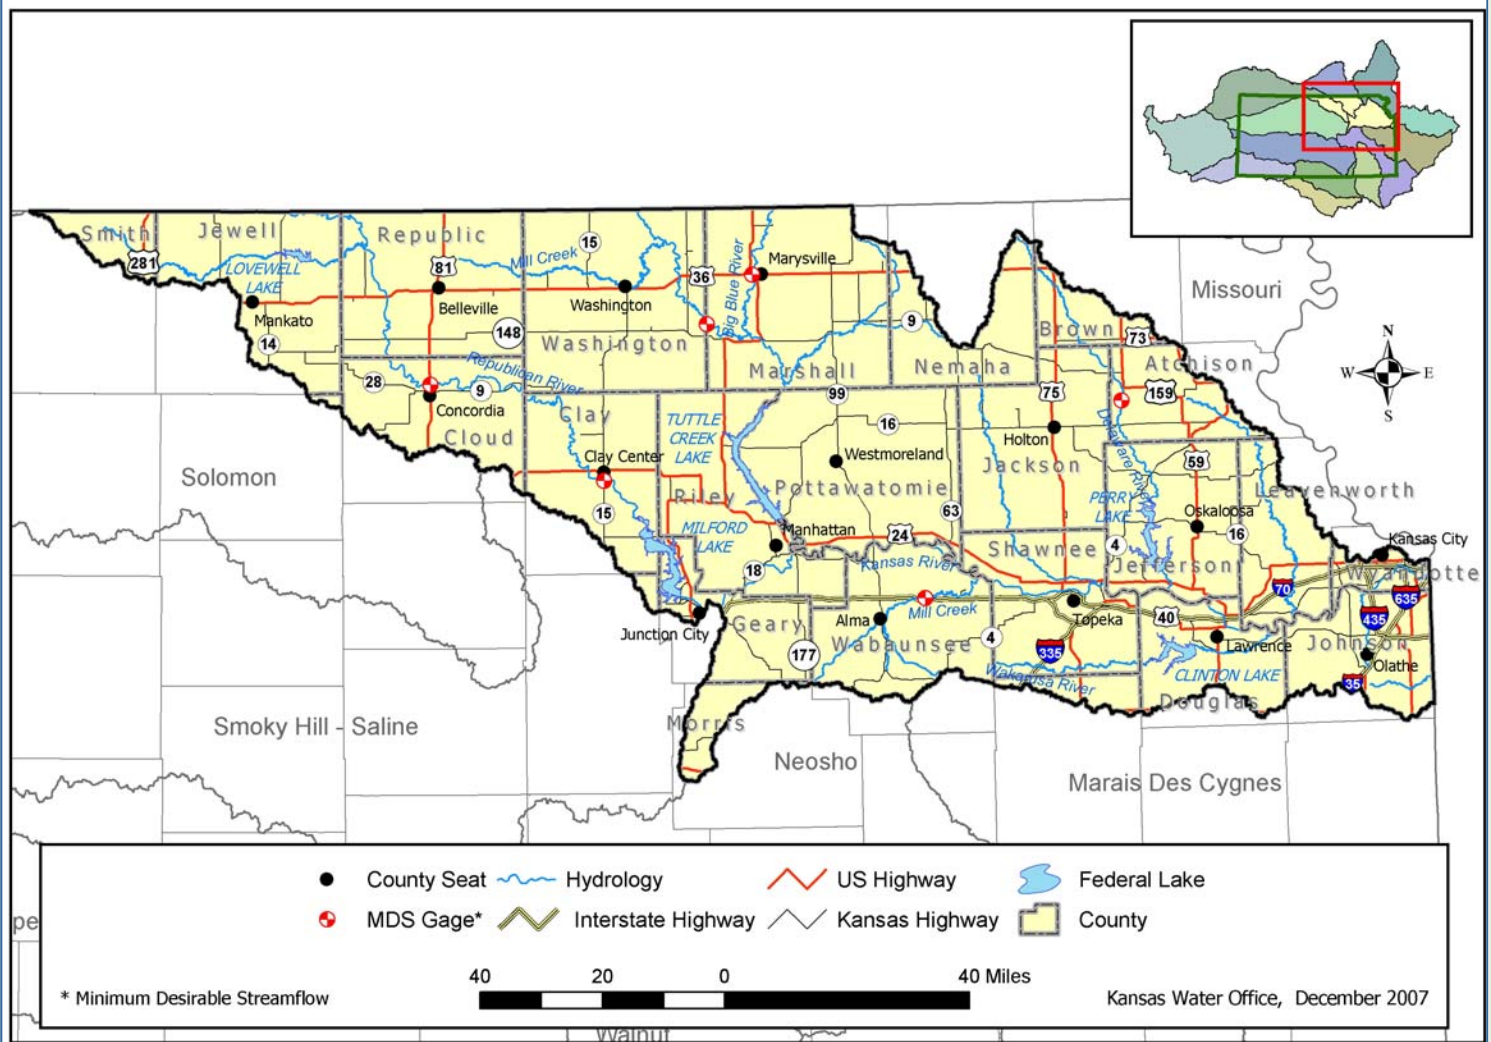 Missouri
N
W E
S
Smith
Jewell
Republic
15
281
LOVEWELL
LAKE
81
Mill Creek
36
Big Blue River
Marysville
Mankato
Belleville
Washington
14
148
Washington
9
Marshall
Nemaha
Brown
73
Atchison
28
Republican River
9
Concordia
Cloud
Clay
99
75
159
TUTTLE
CREEK
LAKE
16
Holton
Jackson
Delaware River
59
Solomon
Clay Center
Westmoreland
Riley
Pottawatomie
63
PERRY
LAKE
Oskaloosa
Leavenworth
15
MILFORD
LAKE
Manhattan
24
Shawnee
4
16
Jefferson
Kansas City
Wyandotte
18
Kansas River
70
635
435
Junction City
Geary
Alma
Mill Creek
Topeka
40
177
Wabaunsee
4
335
Lawrence
Johnson
Olathe
Wakarusa River
CLINTON LAKE
35
Douglas
Smoky Hill - Saline
Morris
Neosho
Marais Des Cygnes
County Seat
Hydrology
US Highway
Federal Lake
pe
MDS Gage*
Interstate Highway
Kansas Highway
County
40 20 0 40 Miles
* Minimum Desirable Streamflow
Kansas Water Office, December 2007
Walnut